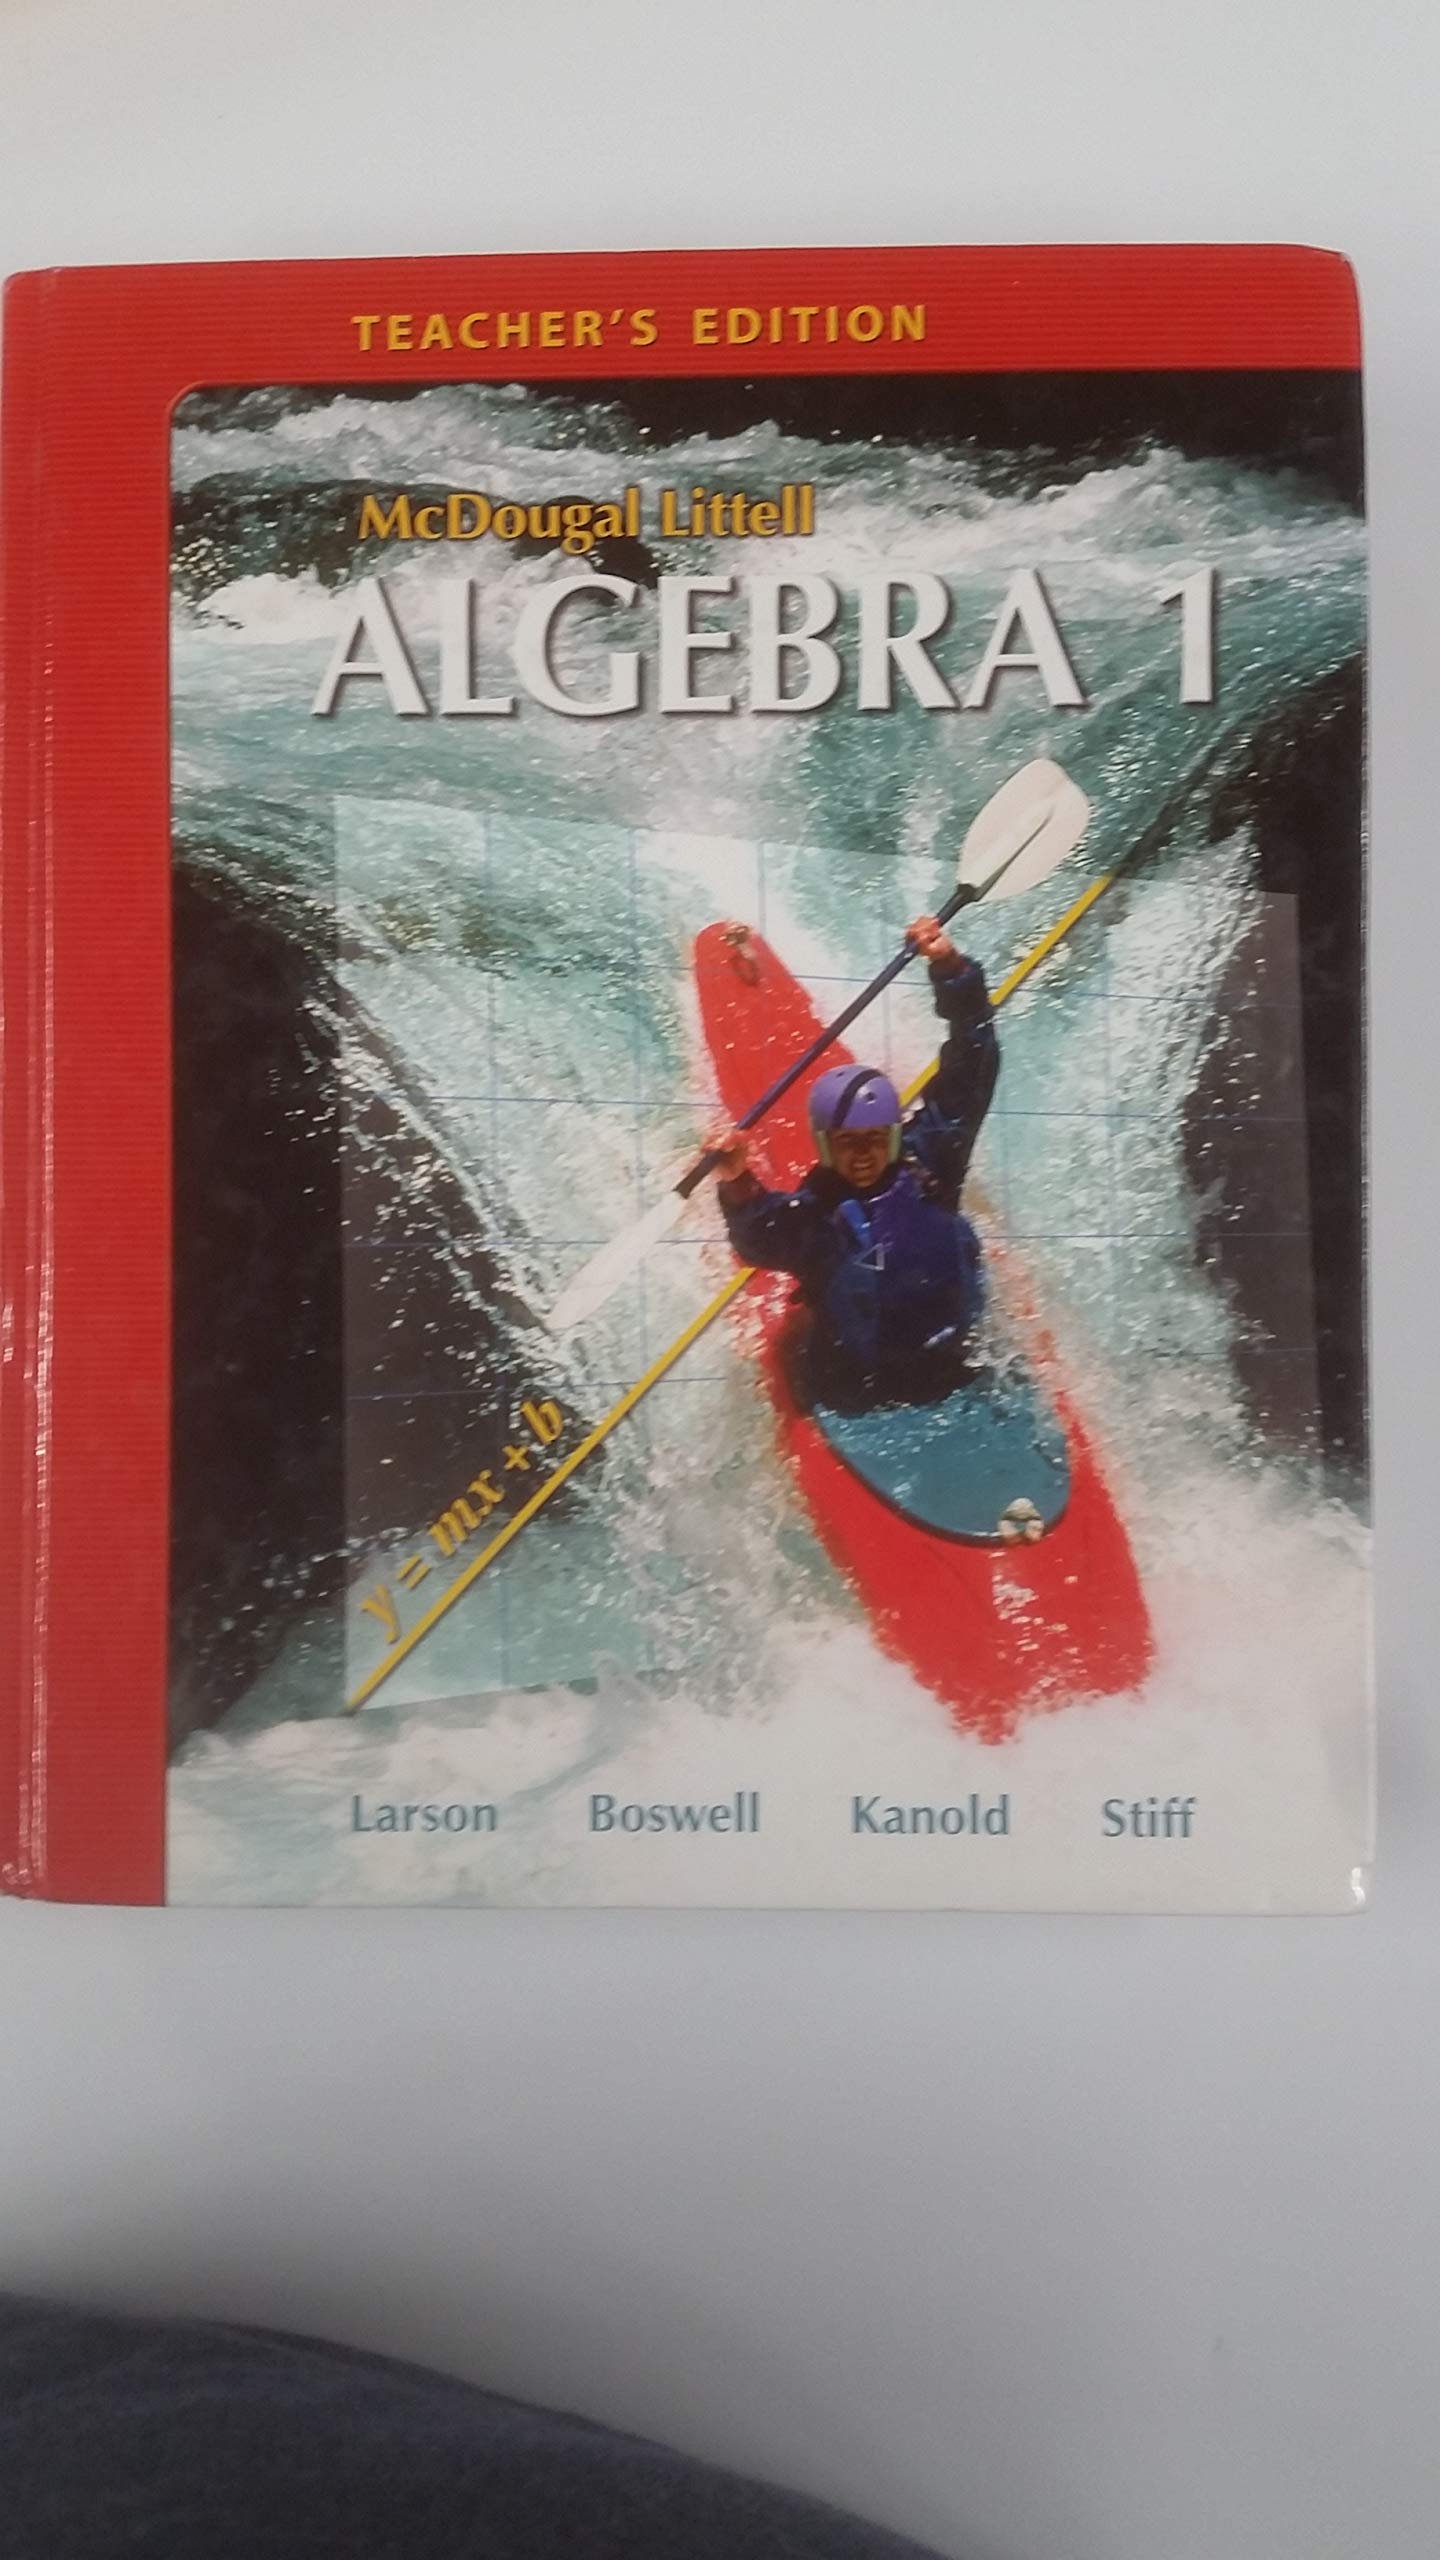 TEACHER'S EDITION
McDougal Littell
ALGEBRA 1
y = mx + b
Larson Boswell Kanold Stiff